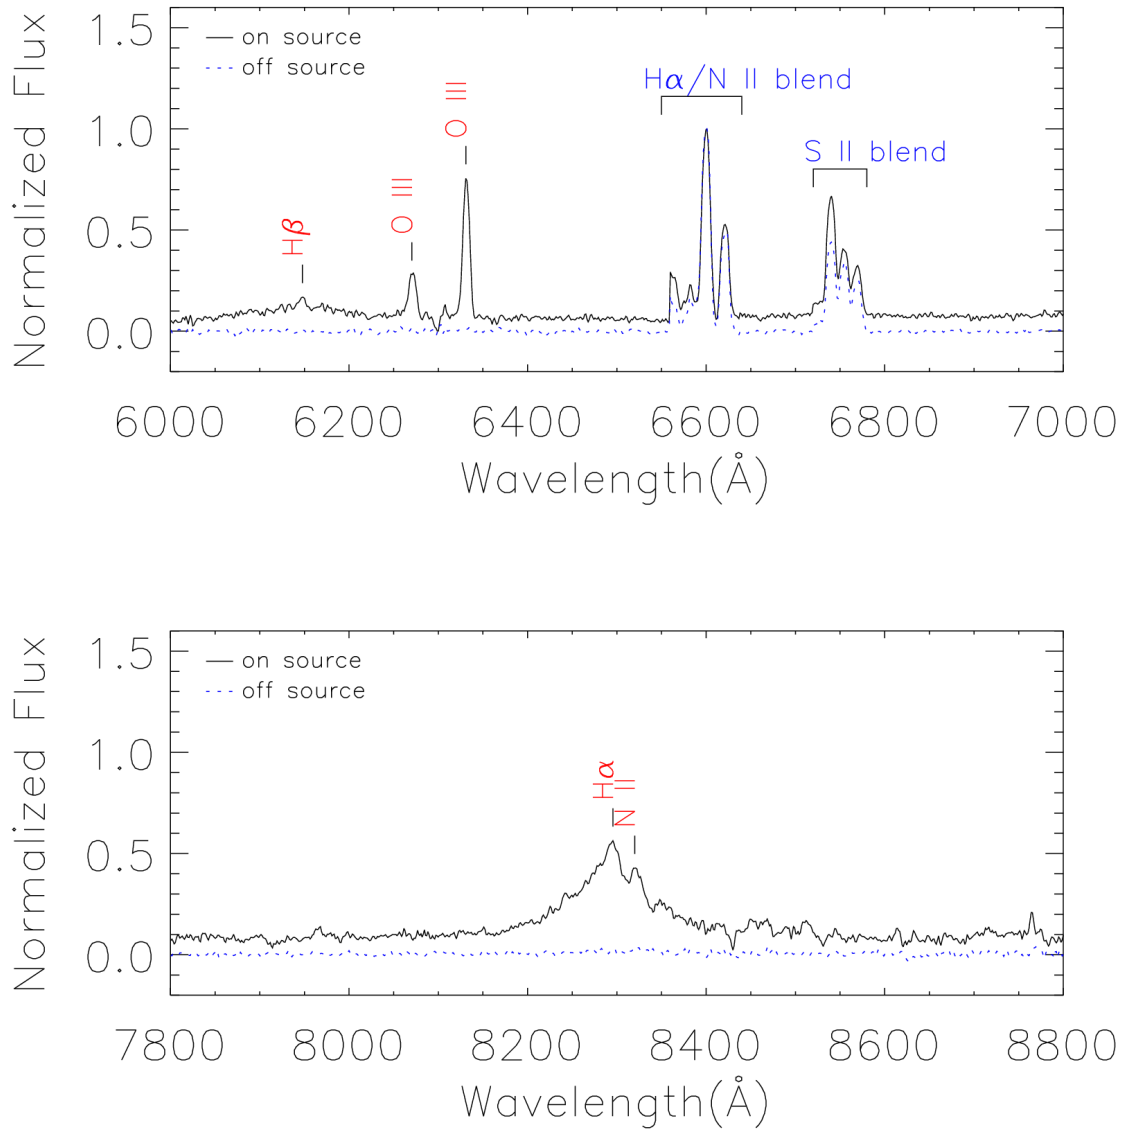 Normalized Flux
1.5
1.0
0.5
0.0
on source
off source
Hβ
O III
O III
Hα/N II blend
S II blend
6000 6200 6400 6600 6800 7000
Wavelength(Å)
Normalized Flux
1.5
1.0
0.5
0.0
on source
off source
Hα
N II
7800 8000 8200 8400 8600 8800
Wavelength(Å)